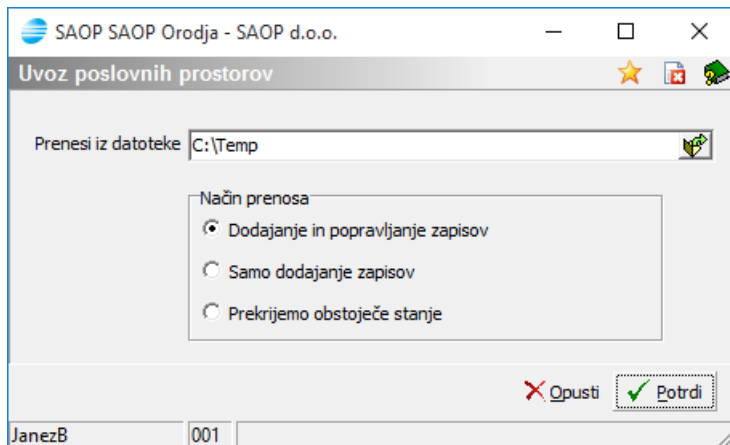 SAOP SAOP Orodja - SAOP d.o.o.
Uvoz poslovnih prostorov
Prenesi iz datoteke C:\Temp
Način prenosa
Dodajanje in popravljanje zapisov
Samo dodajanje zapisov
Prekrijemo obstoječe stanje
Opusti Potrdi
JanezB 001